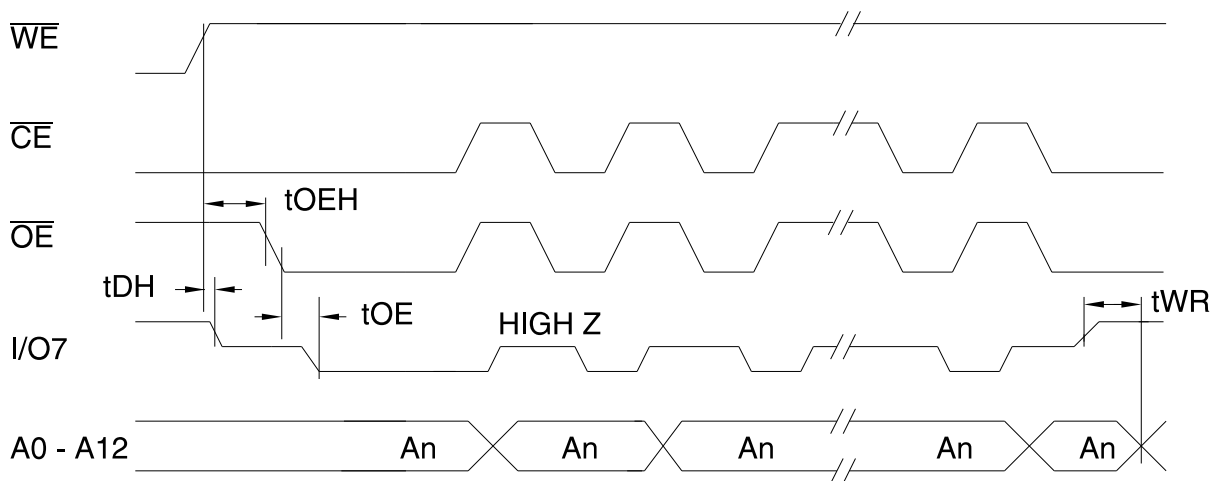 WE
CE
tOEH
OE
tDH
tOE
tWR
HIGH Z
I/O7
A0 - A12 An An An An An